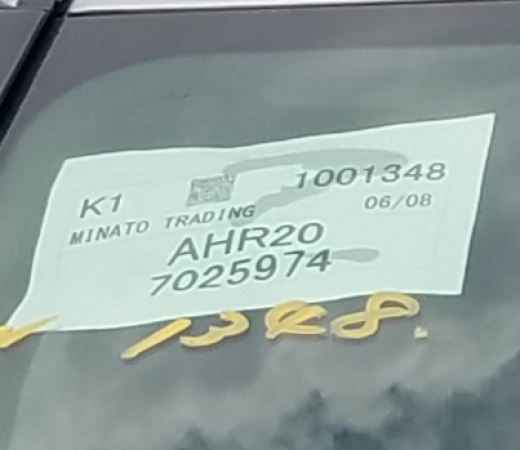 K1 1001348
06/08
MINATO TRADING
AHR20
7025974
1348.